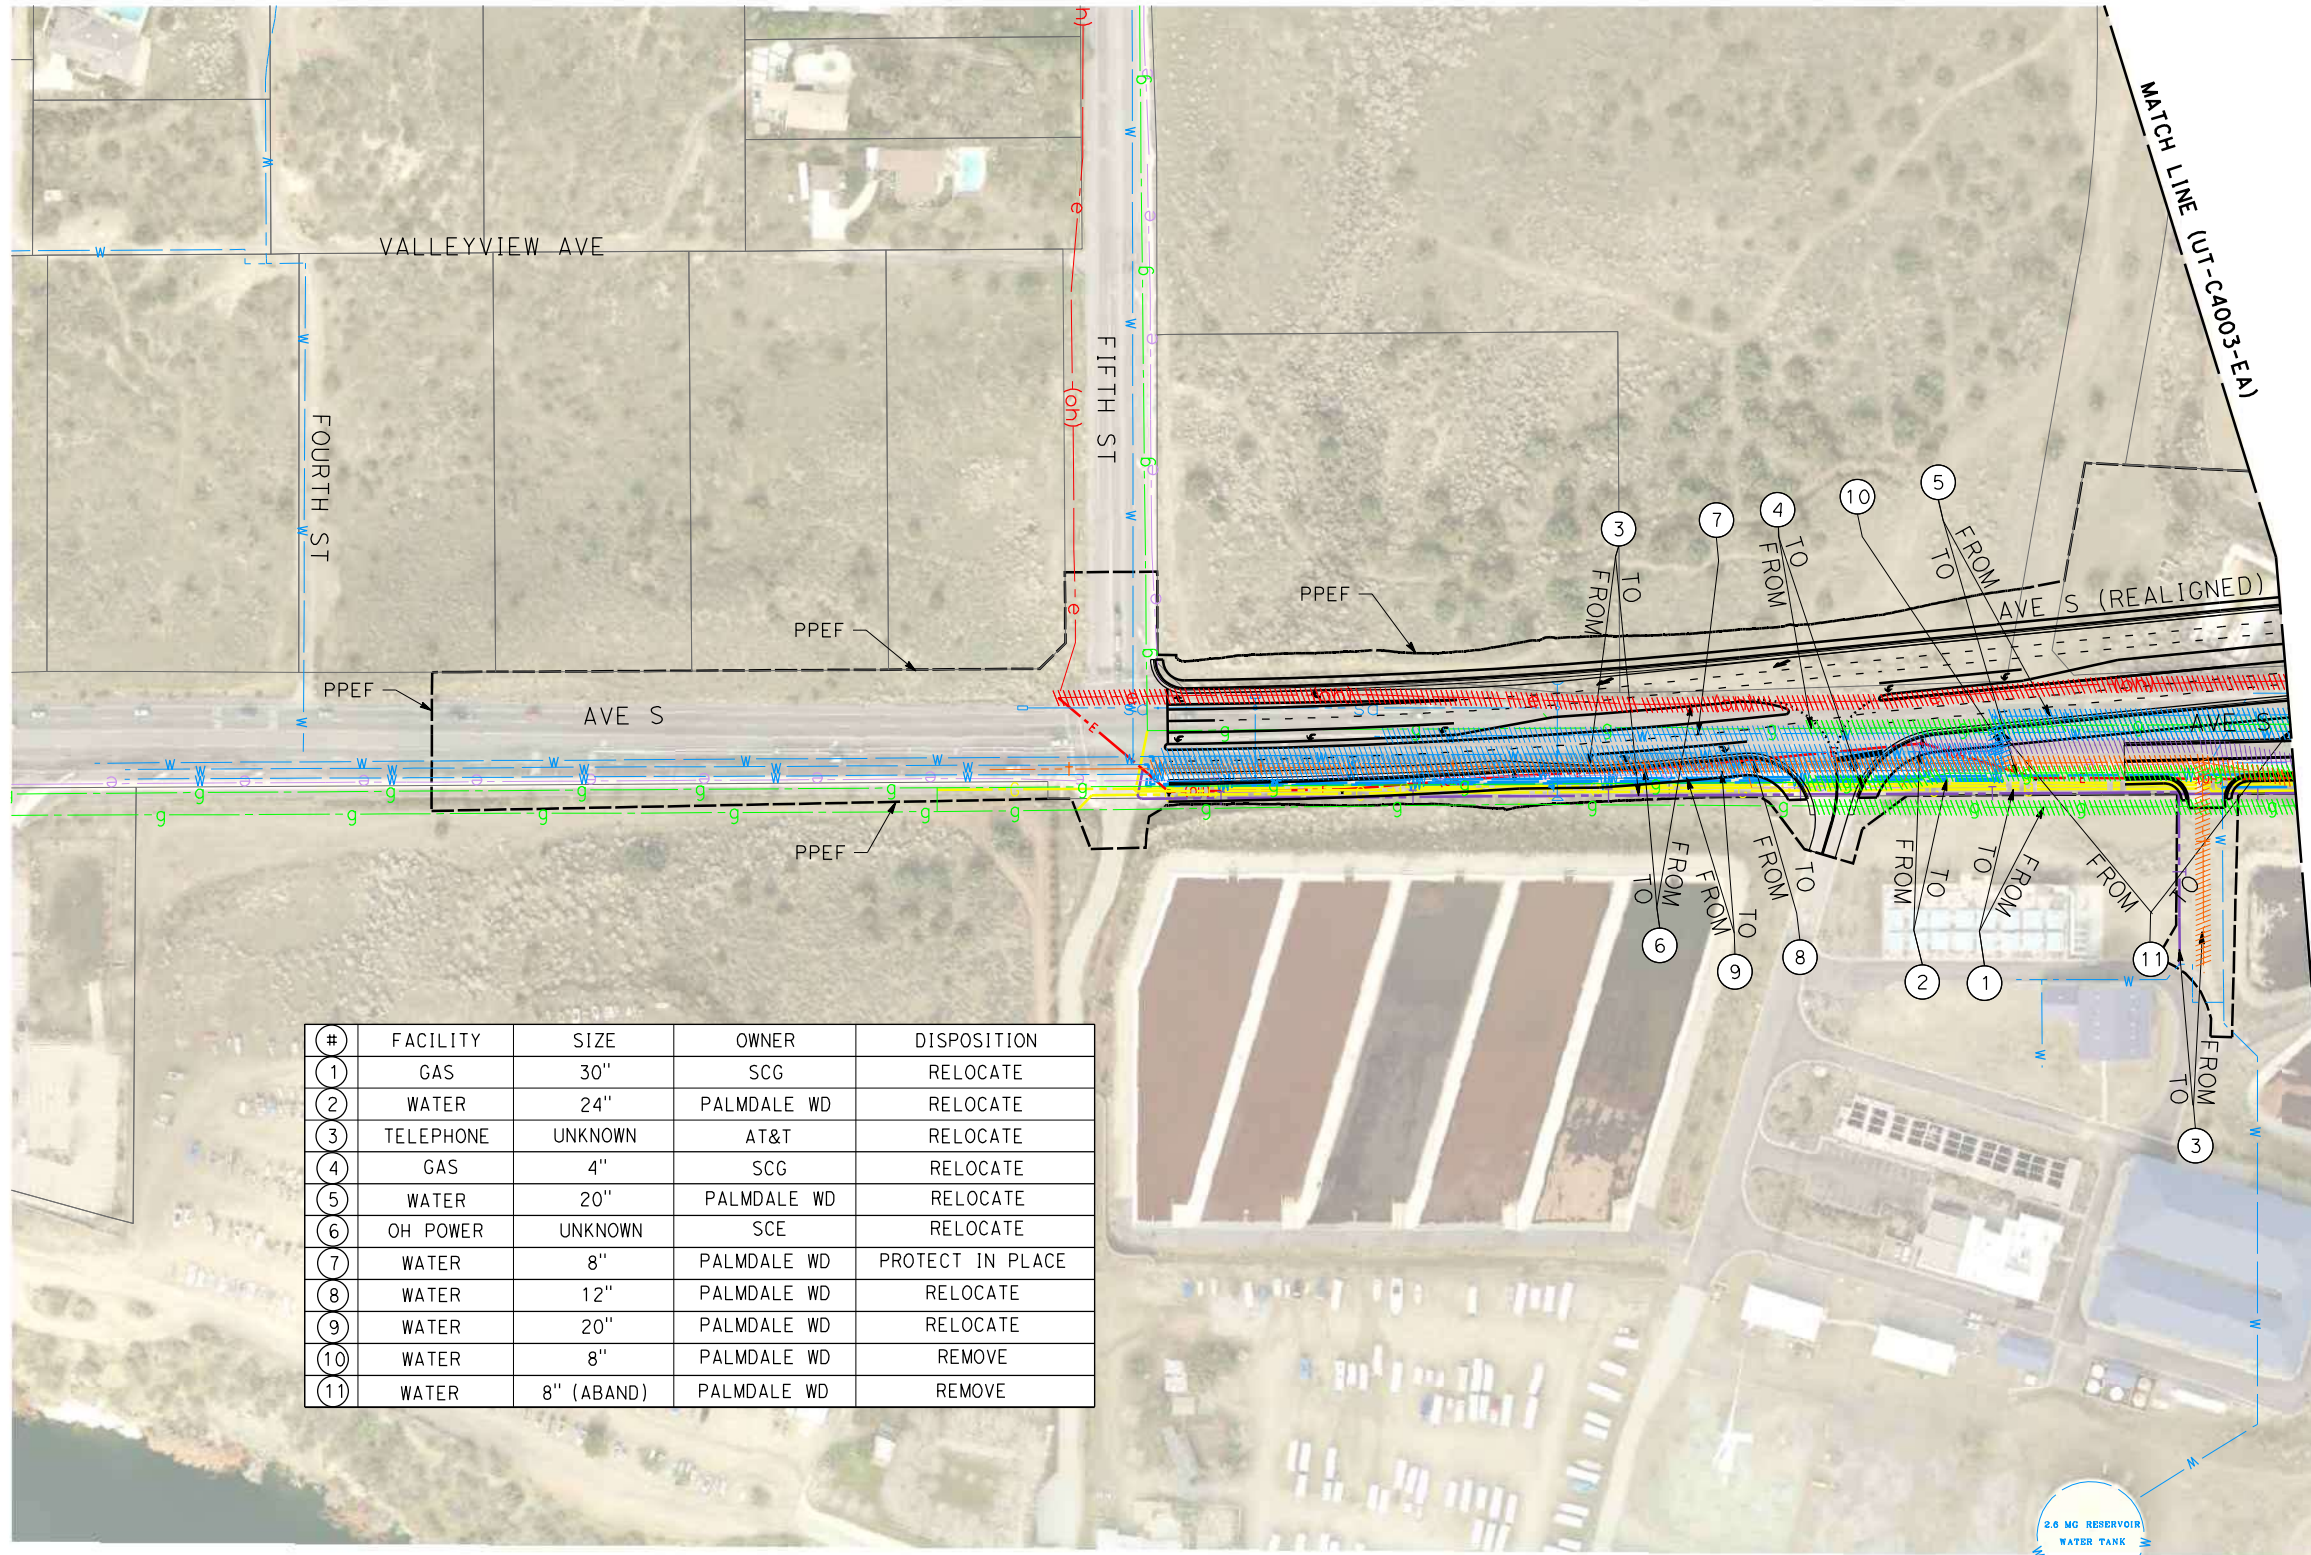 MATCH LINE (UT-C4003-EA)
VALLEYVIEW AVE
FOURTH ST
FIFTH ST
(oh)
5
10
4
7
3
FROM
TO
TO
FROM
TO
FROM
PPEF
AVE S (REALIGNED)
PPEF
PPEF
AVE S
AVE S
PPEF
FROM
TO
FROM
TO
TO
FROM
FROM
TO
TO
FROM
FROM
TO
6
9
8
2
1
11
FROM
TO
3
# FACILITY SIZE OWNER DISPOSITION
1 GAS 30" SCG RELOCATE
2 WATER 24" PALMDALE WD RELOCATE
3 TELEPHONE UNKNOWN AT&T RELOCATE
4 GAS 4" SCG RELOCATE
5 WATER 20" PALMDALE WD RELOCATE
6 OH POWER UNKNOWN SCE RELOCATE
7 WATER 8" PALMDALE WD PROTECT IN PLACE
8 WATER 12" PALMDALE WD RELOCATE
9 WATER 20" PALMDALE WD RELOCATE
10 WATER 8" PALMDALE WD REMOVE
11 WATER 8" (ABAND) PALMDALE WD REMOVE
2.6 MG RESERVOIR
WATER TANK